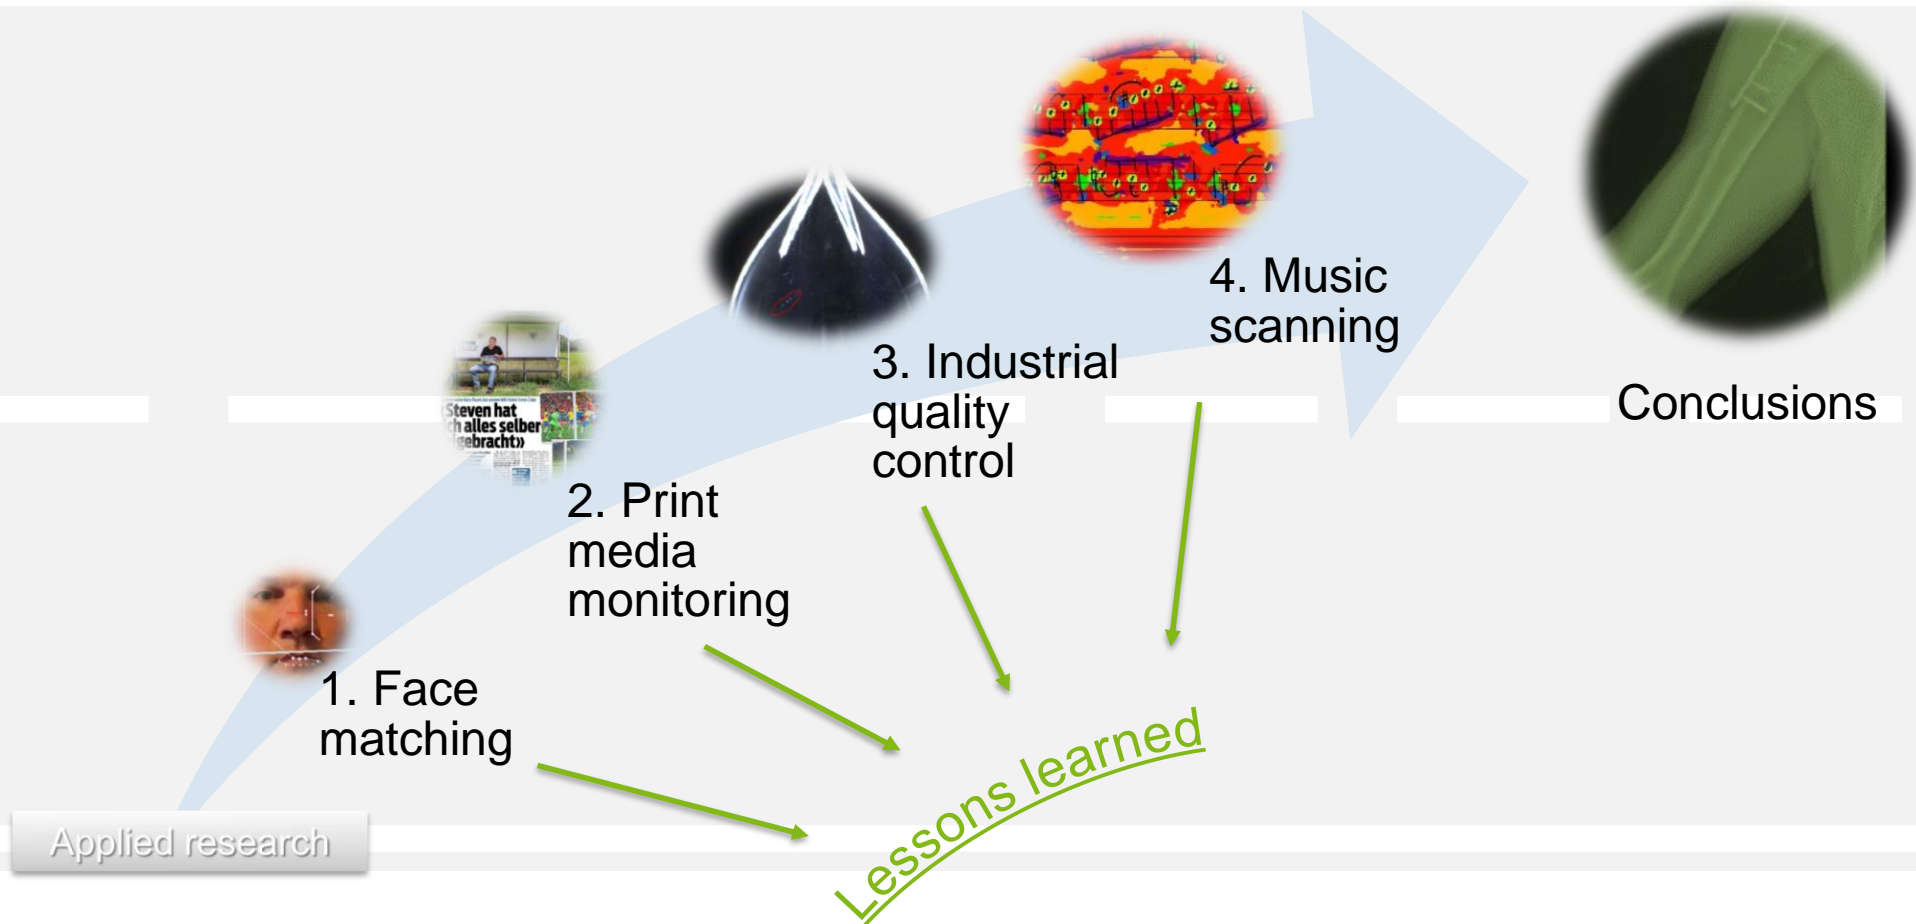 4. Music
scanning
3. Industrial
quality
control
Conclusions
Steven hat
ch alles selber
gebracht»
2. Print
media
monitoring
1. Face
matching
Lessons learned
Applied research